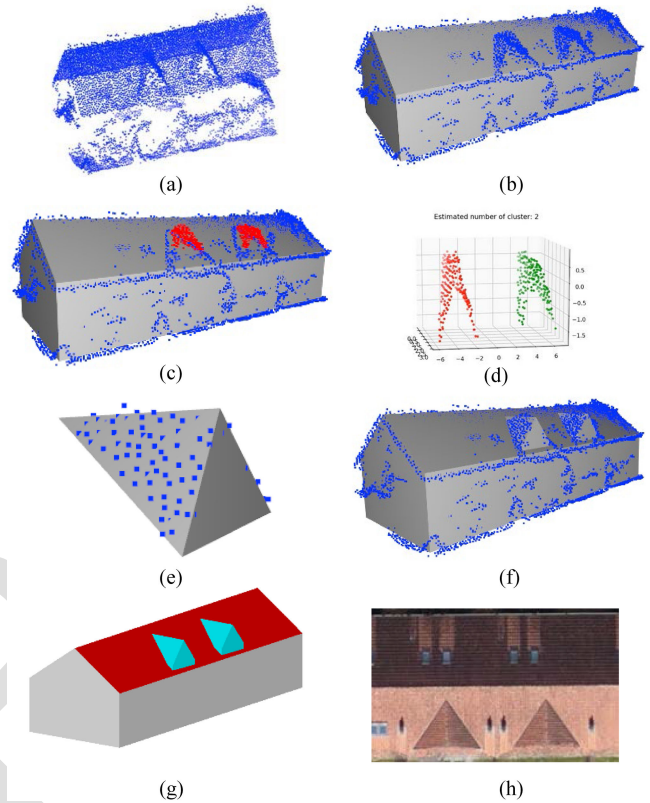 (a)
(b)
Estimated number of cluster: 2
0.5
0.0
−0.5
−1.0
−1.5
−6 −4 −2 0 2 4 6
(c)
(d)
(e)
(f)
(g)
(h)